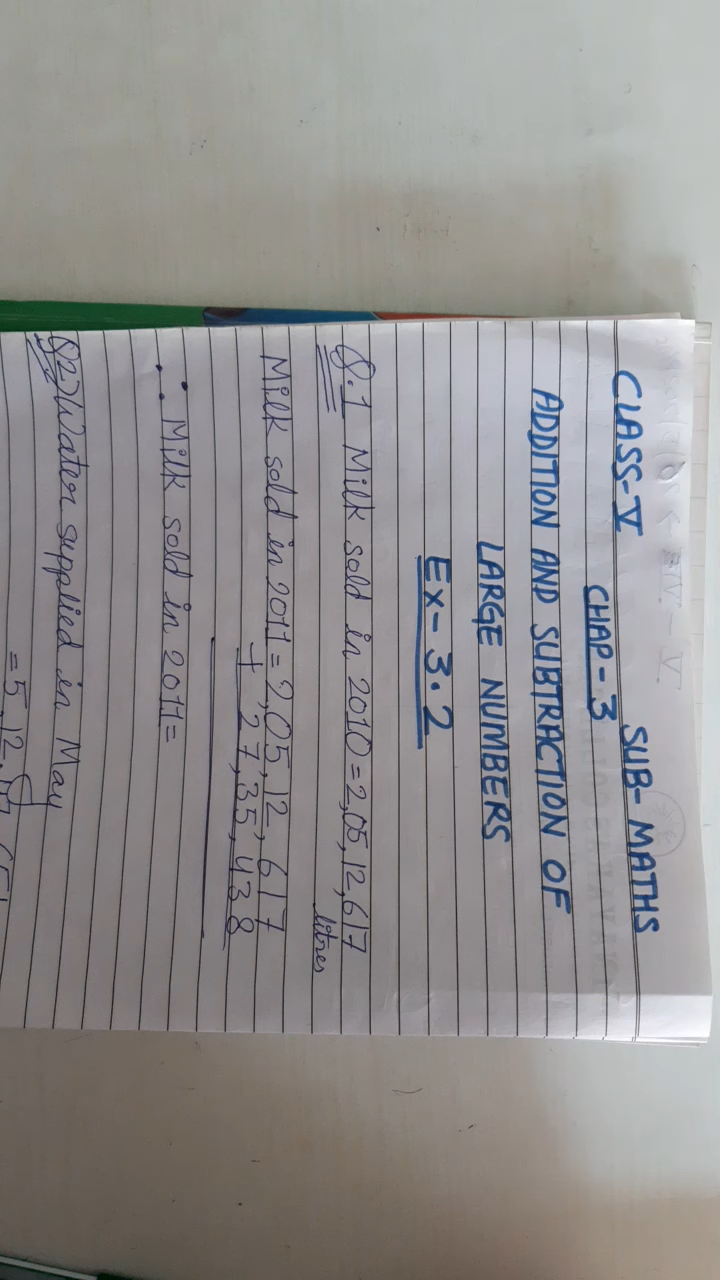 CLASS-V SUB-MATHS
CHAP-3
ADDITION AND SUBTRACTION OF
LARGE NUMBERS
Ex-3.2
Q.1 Milk sold in 2010 = 2,05,12,617
litres
Milk sold in 2011 = 2,05,12,617
+ 27,35,438
∴ Milk sold in 2011 =
Q2) Water supplied in May
= 5,12,